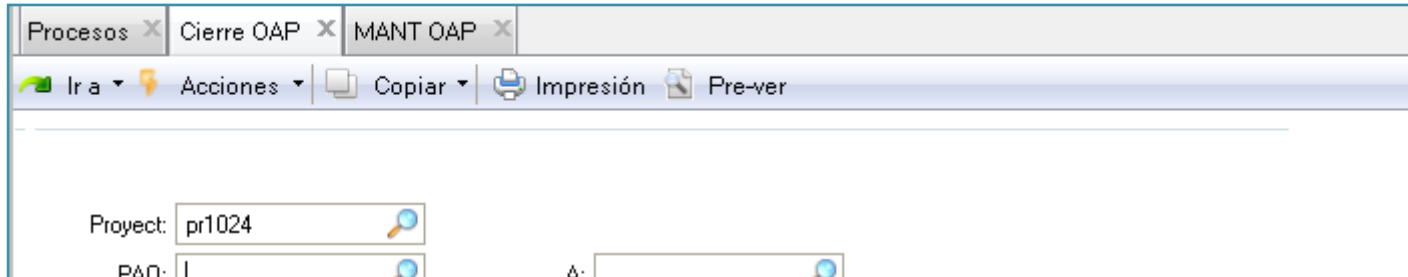 Procesos Cierre OAP MANT OAP
Ir a Acciones Copiar Impresión Pre-ver
Proyect: pr1024
PAO: A: